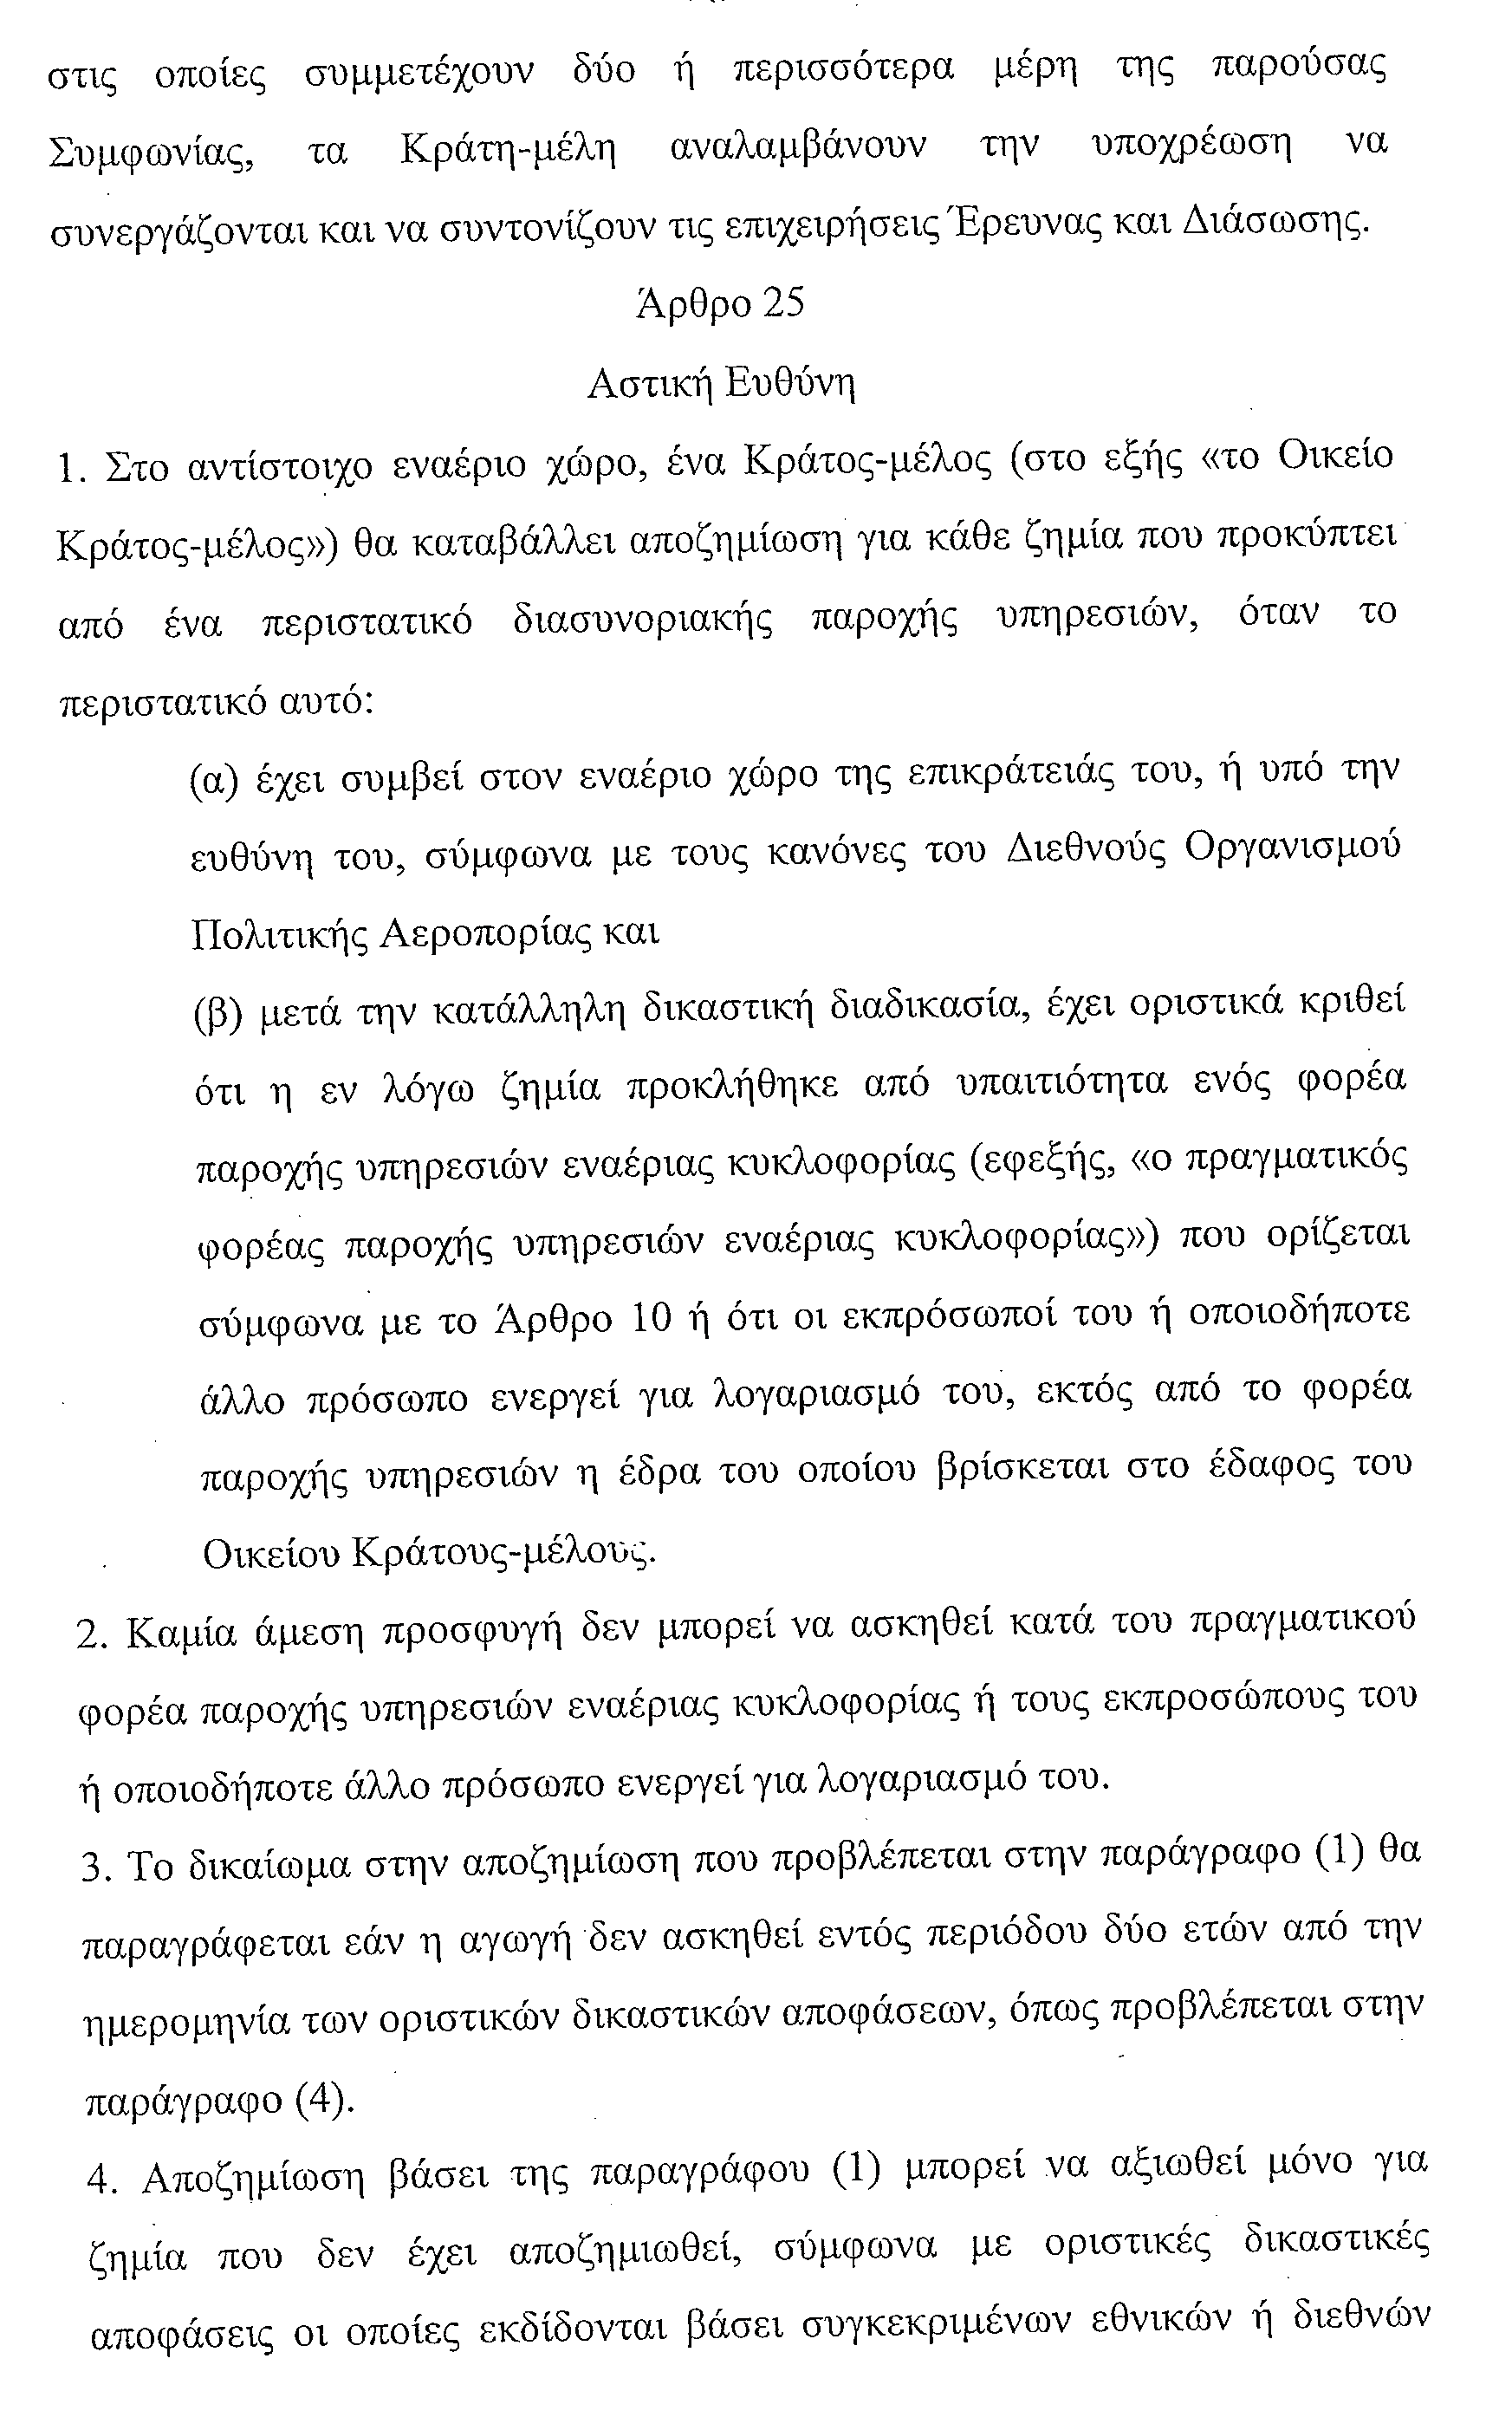 στις οποίες συμμετέχουν δύο ή περισσότερα μέρη της παρούσας
Συμφωνίας, τα Κράτη-μέλη αναλαμβάνουν την υποχρέωση να
συνεργάζονται και να συντονίζουν τις επιχειρήσεις Έρευνας και Διάσωσης.
Άρθρο 25
Αστική Ευθύνη
1. Στο αντίστοιχο εναέριο χώρο, ένα Κράτος-μέλος (στο εξής «το Οικείο
Κράτος-μέλος») θα καταβάλλει αποζημίωση για κάθε ζημία που προκύπτει
από ένα περιστατικό διασυνοριακής παροχής υπηρεσιών, όταν το
περιστατικό αυτό:
(α) έχει συμβεί στον εναέριο χώρο της επικράτειάς του, ή υπό την
ευθύνη του, σύμφωνα με τους κανόνες του Διεθνούς Οργανισμού
Πολιτικής Αεροπορίας και
(β) μετά την κατάλληλη δικαστική διαδικασία, έχει οριστικά κριθεί
ότι η εν λόγω ζημία προκλήθηκε από υπαιτιότητα ενός φορέα
παροχής υπηρεσιών εναέριας κυκλοφορίας (εφεξής, «ο πραγματικός
φορέας παροχής υπηρεσιών εναέριας κυκλοφορίας») που ορίζεται
σύμφωνα με το Άρθρο 10 ή ότι οι εκπρόσωποί του ή οποιοδήποτε
άλλο πρόσωπο ενεργεί για λογαριασμό του, εκτός από το φορέα
παροχής υπηρεσιών η έδρα του οποίου βρίσκεται στο έδαφος του
Οικείου Κράτους-μέλους.
2. Καμία άμεση προσφυγή δεν μπορεί να ασκηθεί κατά του πραγματικού
φορέα παροχής υπηρεσιών εναέριας κυκλοφορίας ή τους εκπροσώπους του
ή οποιοδήποτε άλλο πρόσωπο ενεργεί για λογαριασμό του.
3. Το δικαίωμα στην αποζημίωση που προβλέπεται στην παράγραφο (1) θα
παραγράφεται εάν η αγωγή δεν ασκηθεί εντός περιόδου δύο ετών από την
ημερομηνία των οριστικών δικαστικών αποφάσεων, όπως προβλέπεται στην
παράγραφο (4).
4. Αποζημίωση βάσει της παραγράφου (1) μπορεί να αξιωθεί μόνο για
ζημία που δεν έχει αποζημιωθεί, σύμφωνα με οριστικές δικαστικές
αποφάσεις οι οποίες εκδίδονται βάσει συγκεκριμένων εθνικών ή διεθνών